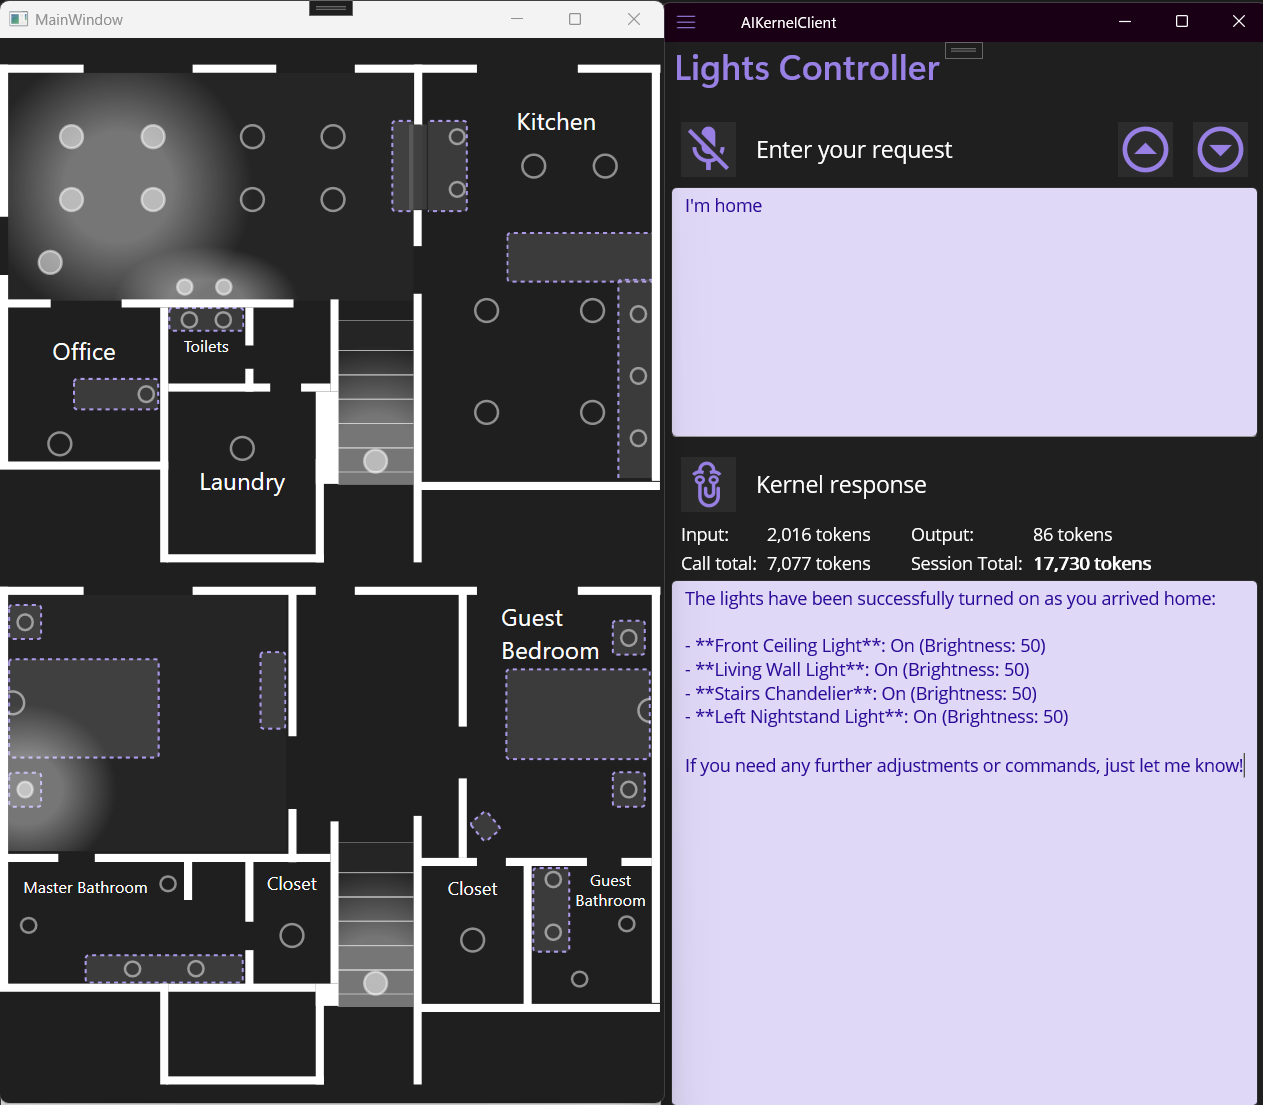 MainWindow
Kitchen
Office
Toilets
Laundry
Guest
Bedroom
Master Bathroom
Closet
Closet
Guest
Bathroom
AIKernelClient
Lights Controller
Enter your request
I'm home
Kernel response
Input: 2,016 tokens Output: 86 tokens
Call total: 7,077 tokens Session Total: 17,730 tokens
The lights have been successfully turned on as you arrived home:
- **Front Ceiling Light**: On (Brightness: 50)
- **Living Wall Light**: On (Brightness: 50)
- **Stairs Chandelier**: On (Brightness: 50)
- **Left Nightstand Light**: On (Brightness: 50)
If you need any further adjustments or commands, just let me know!